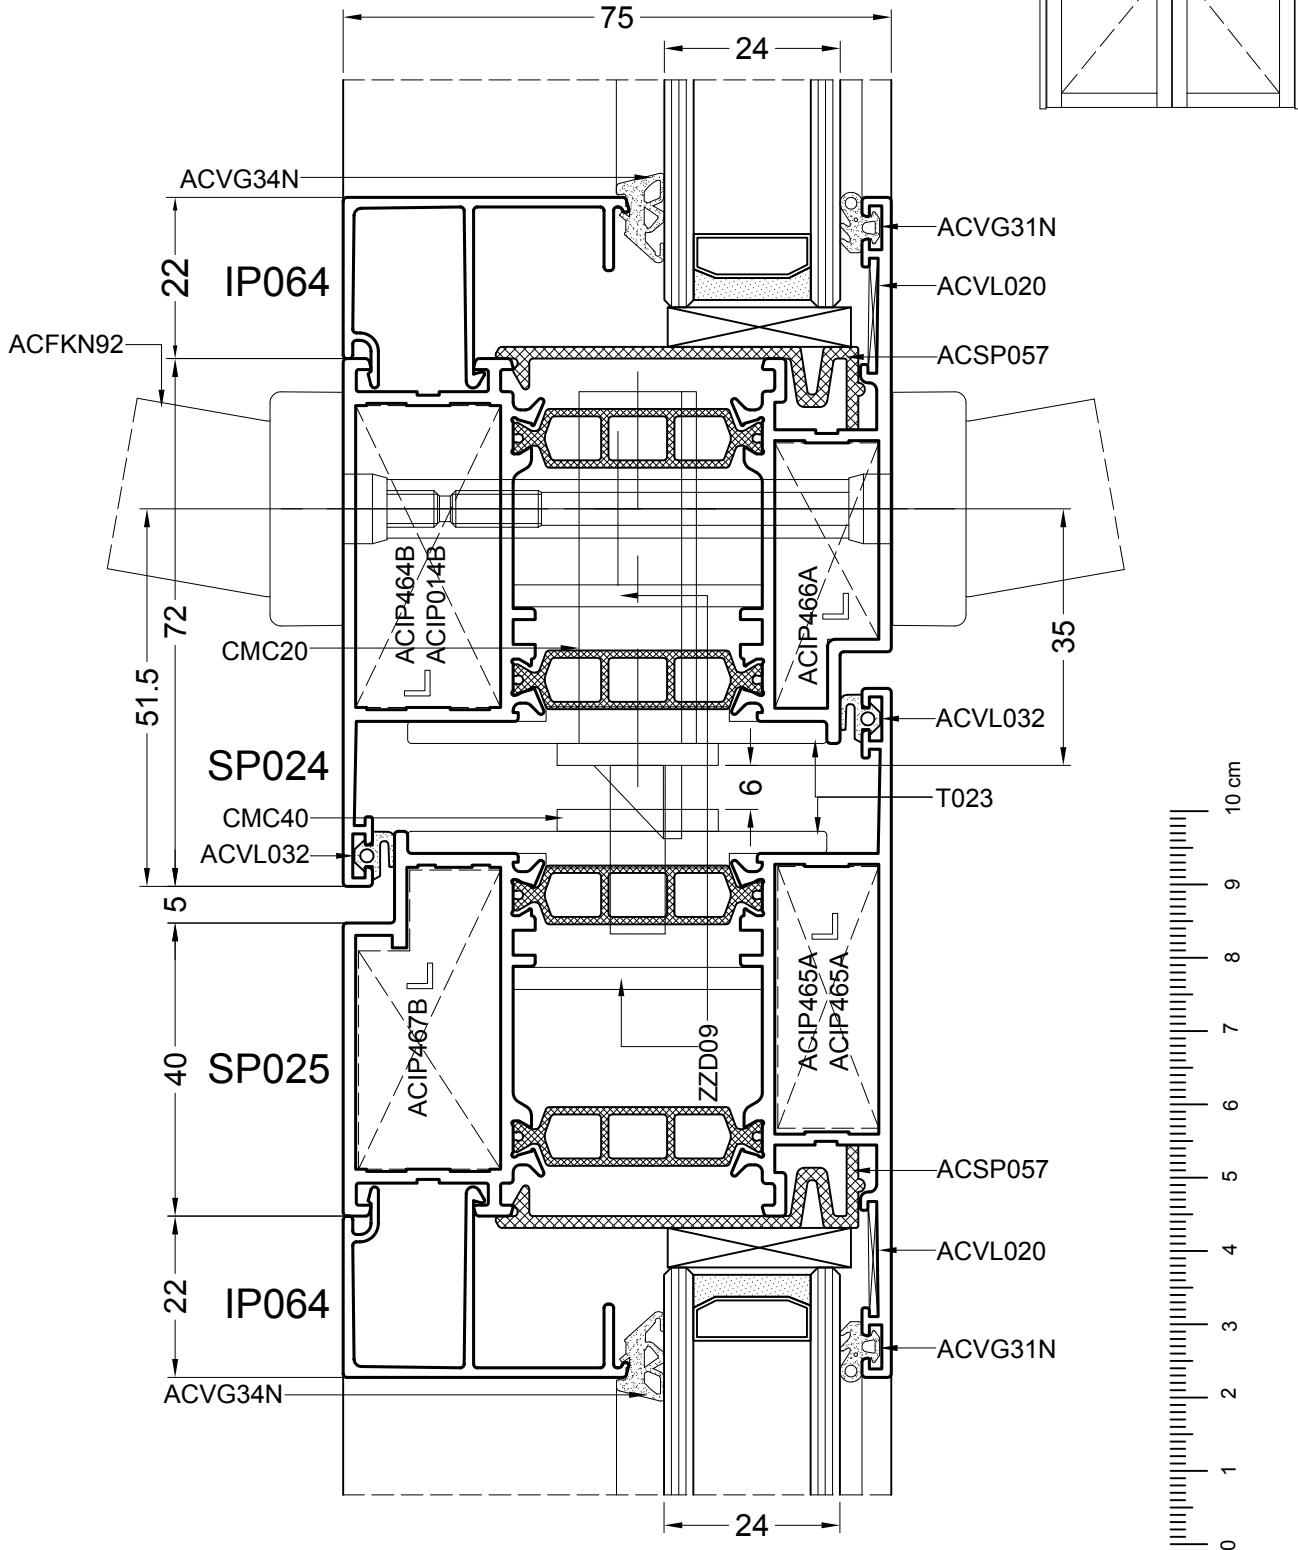 75
24
ACVG34N
ACVG31N
22
IP064
ACVL020
ACFKN92
ACSP057
72
51.5
ACIP464B
ACIP014B
ACIP466A
35
CMC20
ACVL032
SP024
6
T023
CMC40
ACVL032
5
10 cm
9
8
7
6
5
4
3
2
1
0
40
SP025
ACIP467B
ZZD09
ACIP465A
ACIP465A
ACSP057
22
IP064
ACVL020
ACVG31N
ACVG34N
24